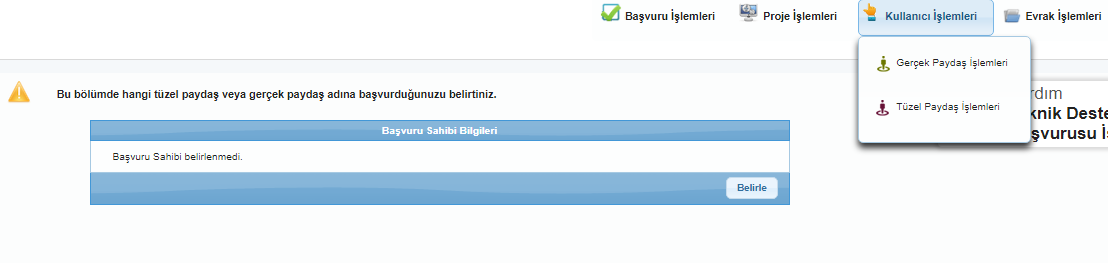 Başvuru İşlemleri
Proje İşlemleri
Kullanıcı İşlemleri
Evrak İşlemleri
Gerçek Paydaş İşlemleri
Tüzel Paydaş İşlemleri
Bu bölümde hangi tüzel paydaş veya gerçek paydaş adına başvurduğunuzu belirtiniz.
Başvuru Sahibi Bilgileri
Başvuru Sahibi belirlenmedi.
Belirle